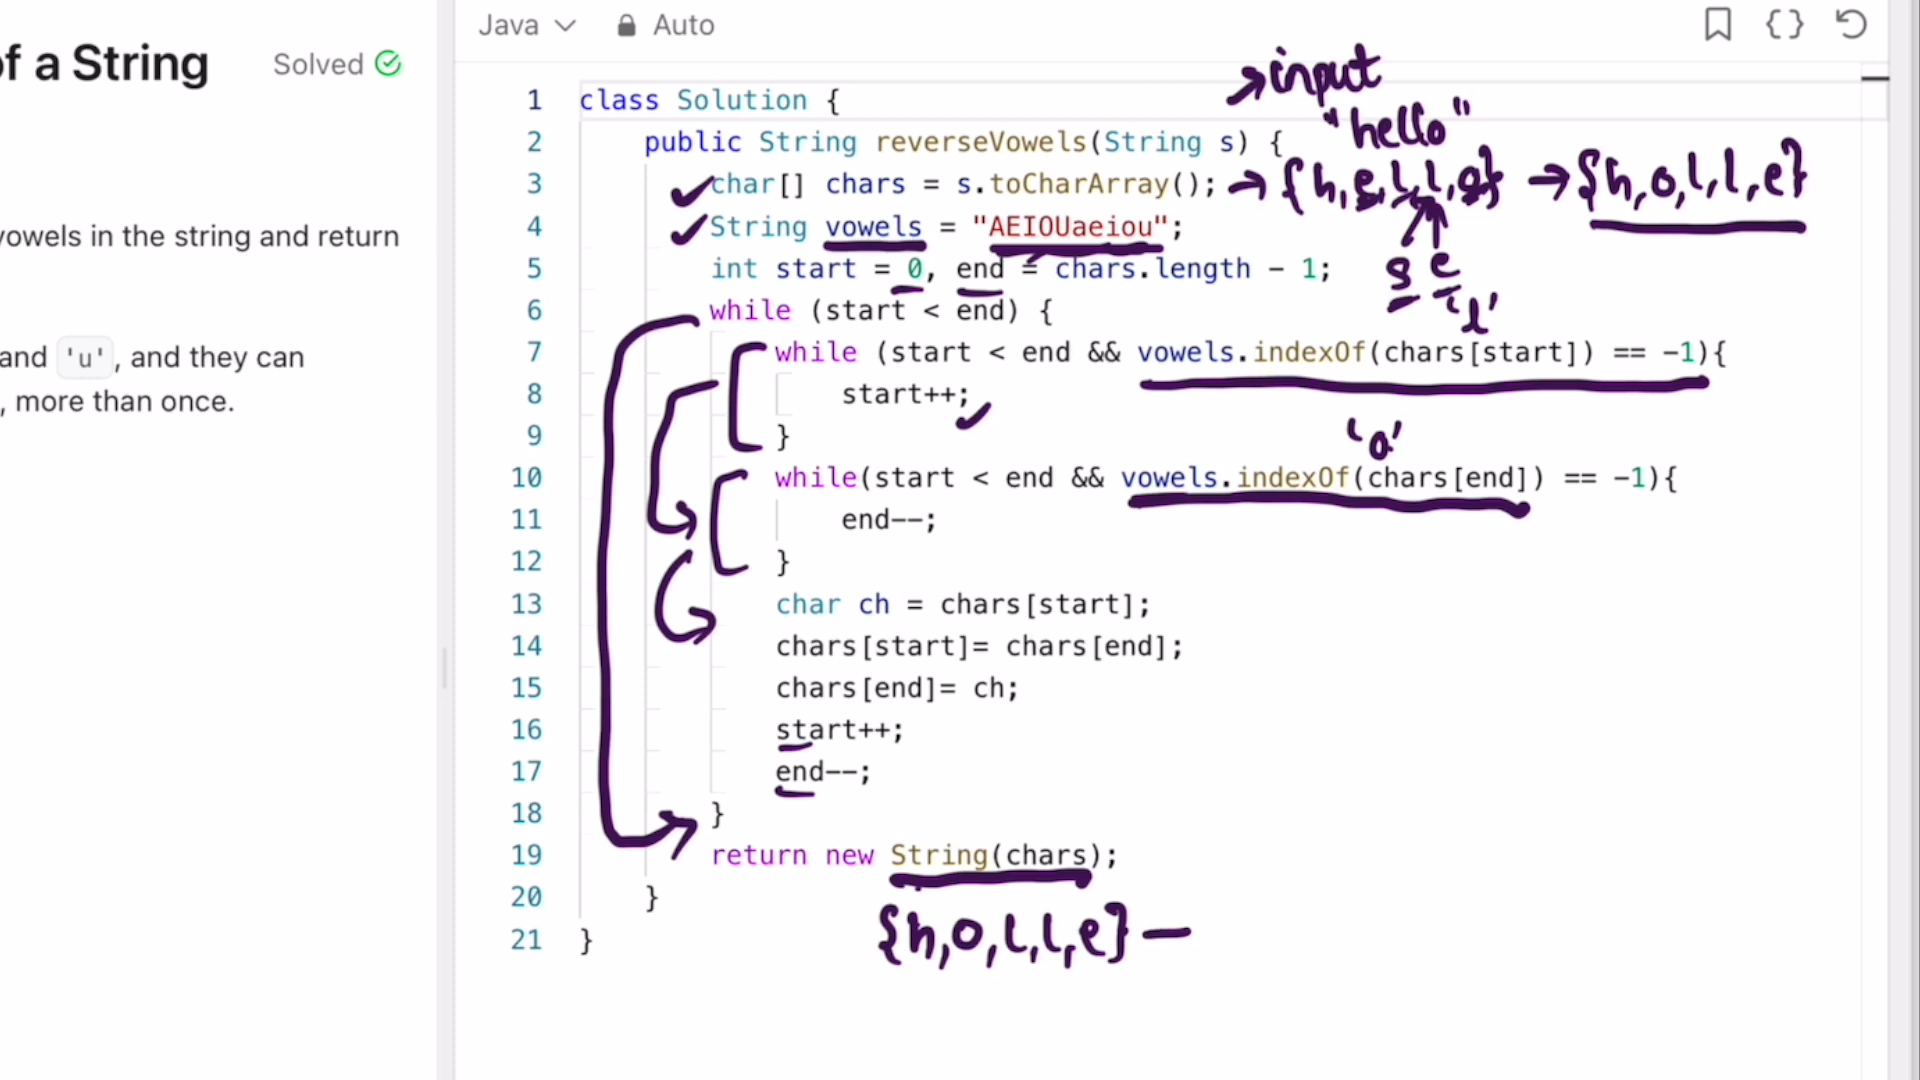 of a String
Solved
vowels in the string and return
and 'u', and they can
, more than once.
Java
Auto
1 class Solution {
2 public String reverseVowels(String s) {
3 char[] chars = s.toCharArray();
4 String vowels = "AEIOUaeiou";
5 int start = 0, end = chars.length - 1;
6 while (start < end) {
7 while (start < end && vowels.indexOf(chars[start]) == -1){
8 start++;
9 }
10 while(start < end && vowels.indexOf(chars[end]) == -1){
11 end--;
12 }
13 char ch = chars[start];
14 chars[start]= chars[end];
15 chars[end]= ch;
16 start++;
17 end--;
18 }
19 return new String(chars);
20 }
21 }
→input
"hello"
→{h,e,l,l,o} →{h,o,l,l,e}
s e
'l'
'o'
{h,o,l,l,e} –